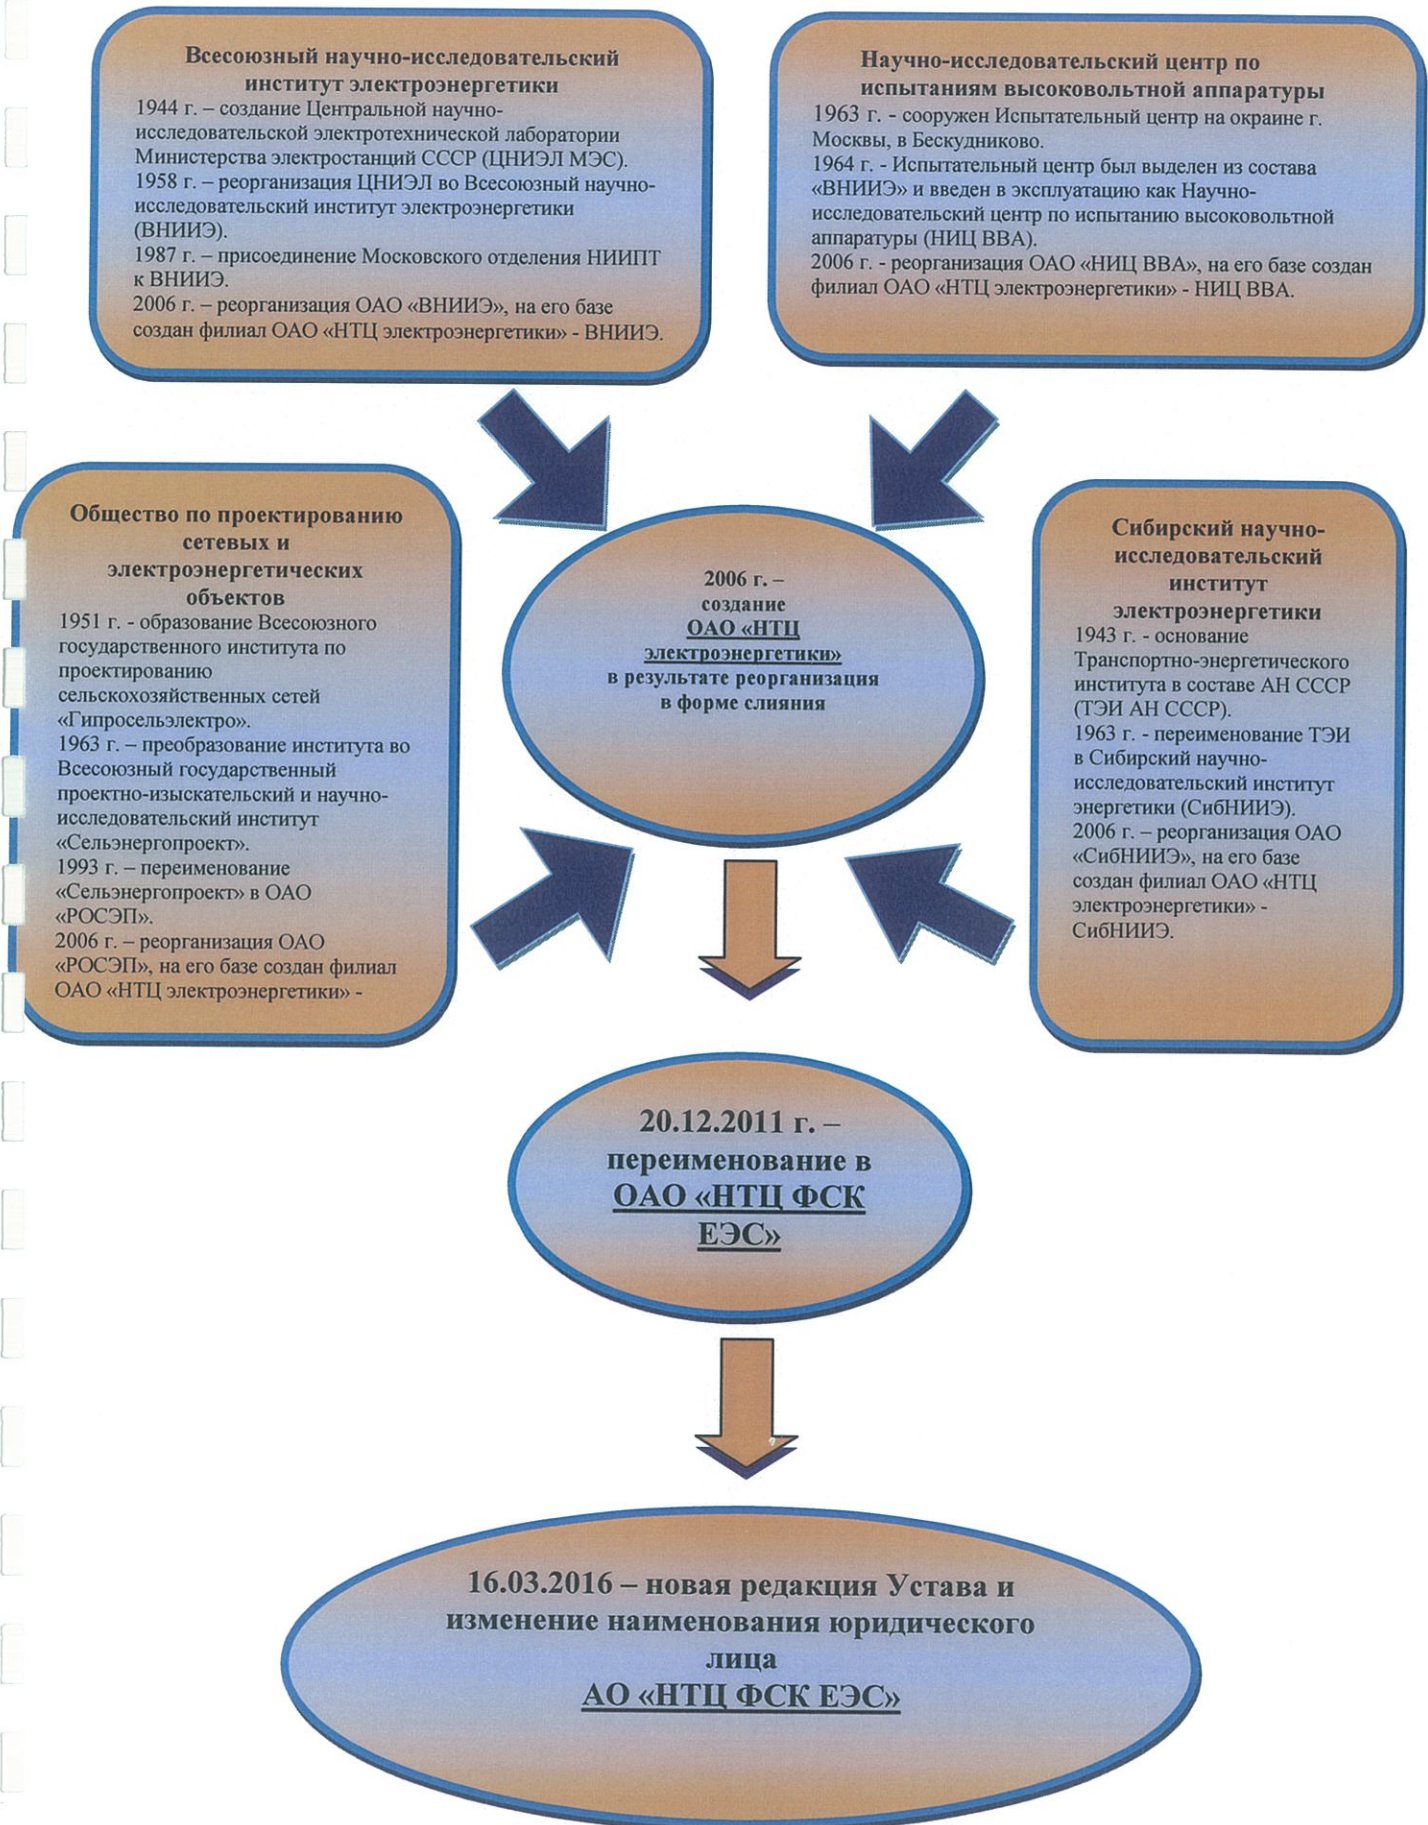 Всесоюзный научно-исследовательский
институт электроэнергетики
1944 г. – создание Центральной научно-
исследовательской электротехнической лаборатории
Министерства электростанций СССР (ЦНИЭЛ МЭС).
1958 г. – реорганизация ЦНИЭЛ во Всесоюзный научно-
исследовательский институт электроэнергетики
(ВНИИЭ).
1987 г. – присоединение Московского отделения НИИПТ
к ВНИИЭ.
2006 г. – реорганизация ОАО «ВНИИЭ», на его базе
создан филиал ОАО «НТЦ электроэнергетики» - ВНИИЭ.
Научно-исследовательский центр по
испытаниям высоковольтной аппаратуры
1963 г. - сооружен Испытательный центр на окраине г.
Москвы, в Бескудниково.
1964 г. - Испытательный центр был выделен из состава
«ВНИИЭ» и введен в эксплуатацию как Научно-
исследовательский центр по испытанию высоковольтной
аппаратуры (НИЦ ВВА).
2006 г. - реорганизация ОАО «НИЦ ВВА», на его базе создан
филиал ОАО «НТЦ электроэнергетики» - НИЦ ВВА.
Общество по проектированию
сетевых и
электроэнергетических
объектов
1951 г. - образование Всесоюзного
государственного института по
проектированию
сельскохозяйственных сетей
«Гипросельэлектро».
1963 г. – преобразование института во
Всесоюзный государственный
проектно-изыскательский и научно-
исследовательский институт
«Сельэнергопроект».
1993 г. – переименование
«Сельэнергопроект» в ОАО
«РОСЭП».
2006 г. – реорганизация ОАО
«РОСЭП», на его базе создан филиал
ОАО «НТЦ электроэнергетики» -
2006 г. –
создание
ОАО «НТЦ
электроэнергетики»
в результате реорганизация
в форме слияния
Сибирский научно-
исследовательский
институт
электроэнергетики
1943 г. - основание
Транспортно-энергетического
института в составе АН СССР
(ТЭИ АН СССР).
1963 г. - переименование ТЭИ
в Сибирский научно-
исследовательский институт
энергетики (СибНИИЭ).
2006 г. – реорганизация ОАО
«СибНИИЭ», на его базе
создан филиал ОАО «НТЦ
электроэнергетики» -
СибНИИЭ.
20.12.2011 г. –
переименование в
ОАО «НТЦ ФСК
ЕЭС»
16.03.2016 – новая редакция Устава и
изменение наименования юридического
лица
АО «НТЦ ФСК ЕЭС»